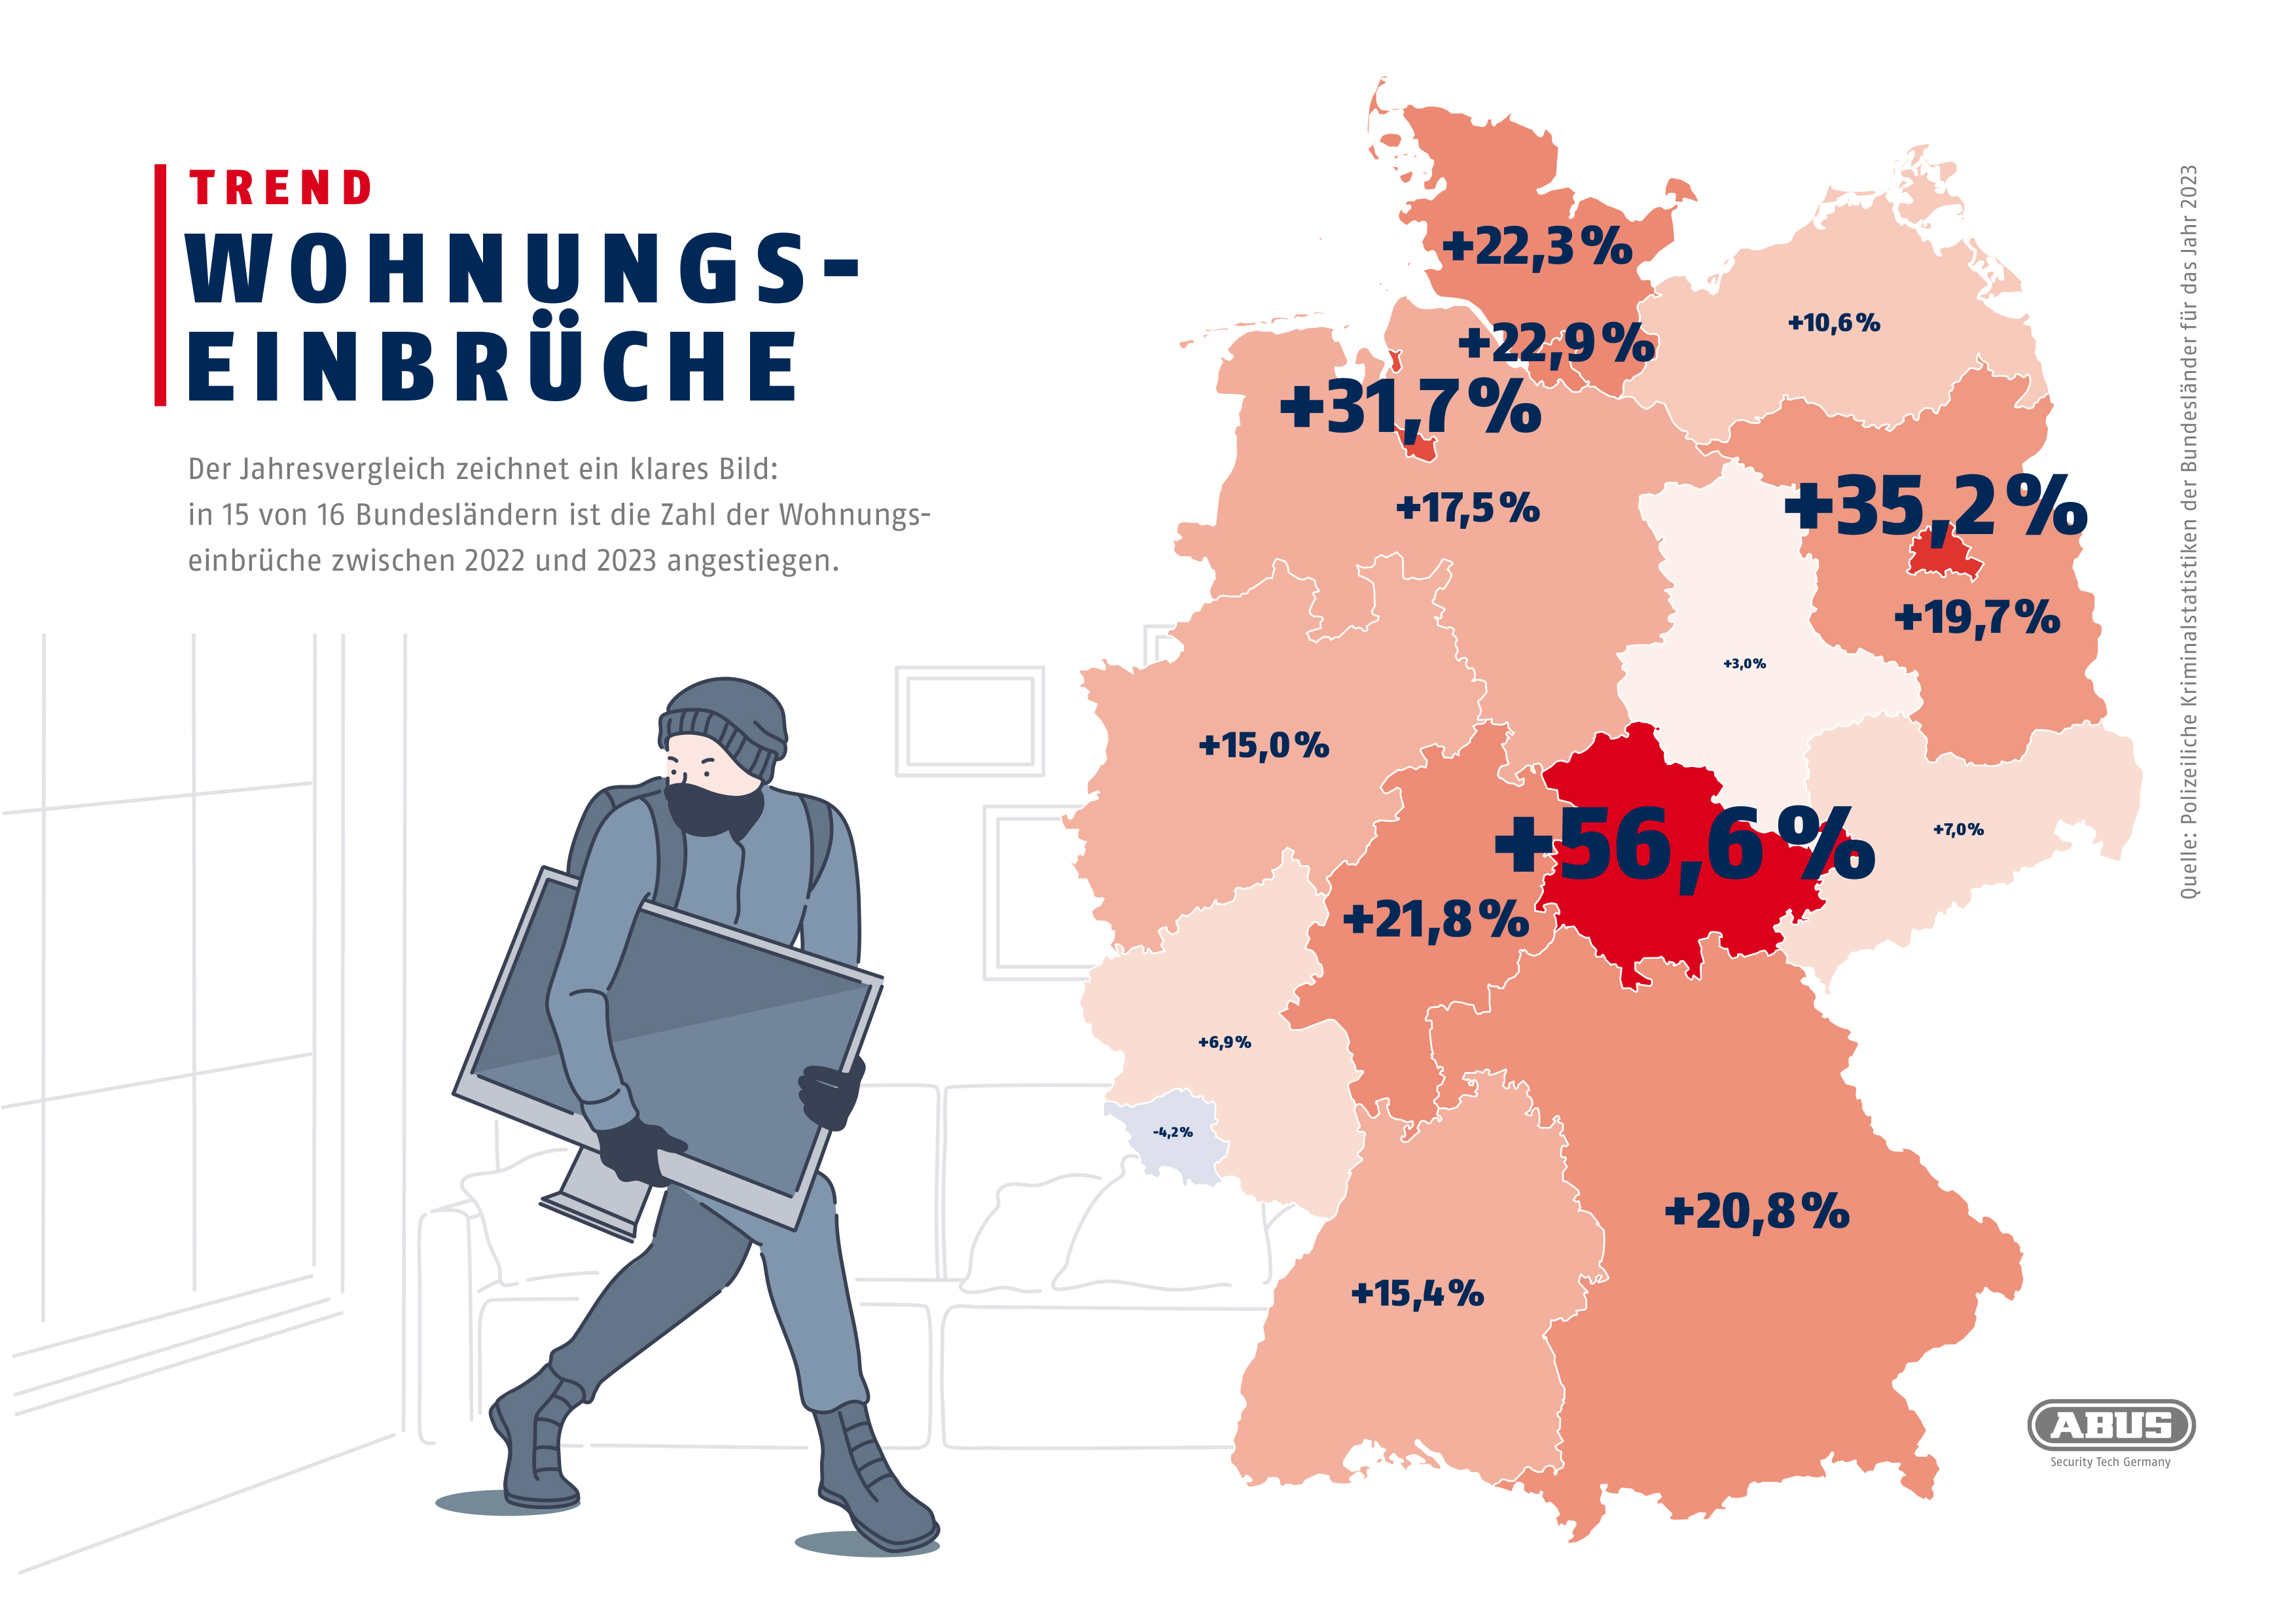 TREND
WOHNUNGS-
EINBRÜCHE
Der Jahresvergleich zeichnet ein klares Bild:
in 15 von 16 Bundesländern ist die Zahl der Wohnungs-
einbrüche zwischen 2022 und 2023 angestiegen.
+22,3%
+10,6%
+22,9%
+31,7%
+17,5%
+35,2%
+19,7%
+3,0%
+15,0%
+56,6%
+7,0%
+21,8%
+6,9%
-4,2%
+20,8%
+15,4%
Quelle: Polizeiliche Kriminalstatistiken der Bundesländer für das Jahr 2023
ABUS
Security Tech Germany